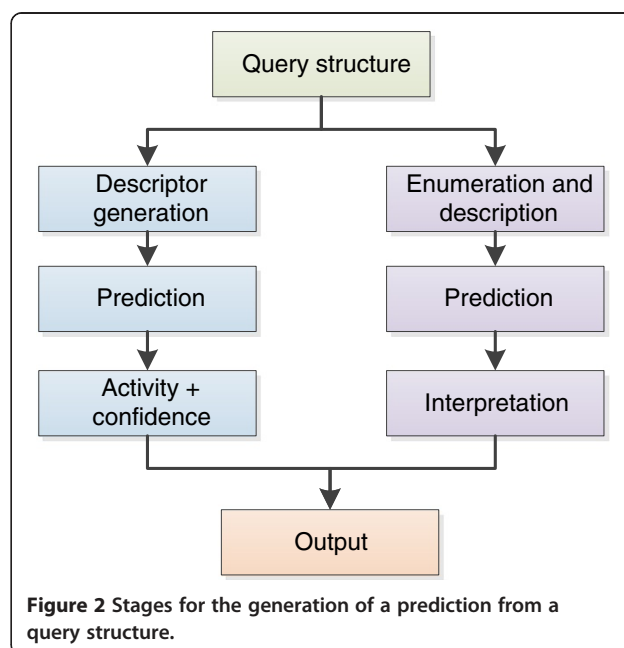 Query structure
Descriptor
generation
Enumeration and
description
Prediction
Prediction
Activity +
confidence
Interpretation
Output
Figure 2 Stages for the generation of a prediction from a
query structure.